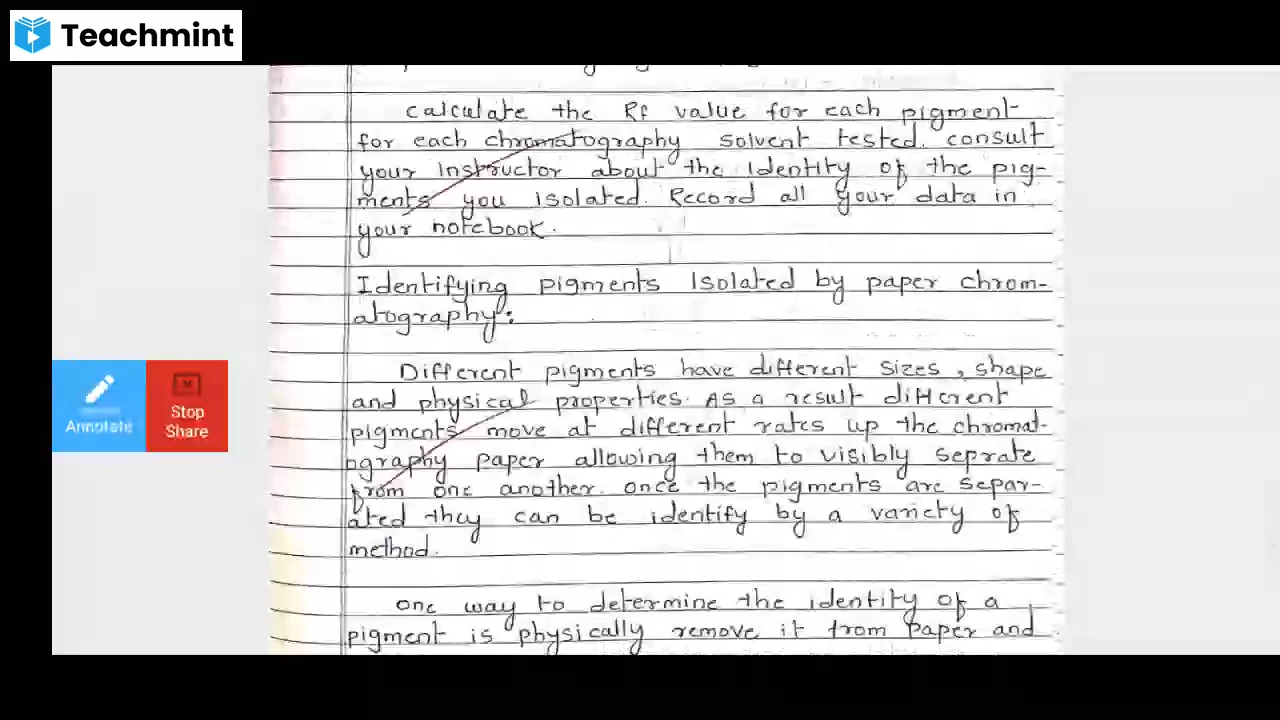 Teachmint
calculate the Rf value for each pigment
for each chromatography solvent tested. consult
your instructor about the identity of the pig-
ments you isolated. Record all your data in
your notebook.
Identifying pigments Isolated by paper chrom-
atography:
Different pigments have different sizes, shape
and physical properties. As a result different
pigments move at different rates up the chromat-
ography paper allowing them to visibly seprate
from one another. once the pigments are separ-
ated they can be identify by a variety of
method.
one way to determine the identity of a
pigment is physically remove it from paper and
Annotate
Stop
Share